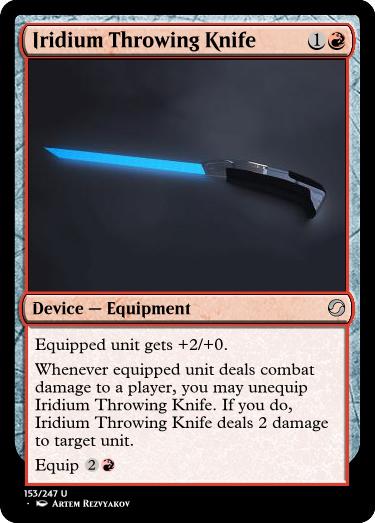 Iridium Throwing Knife 1
Device — Equipment
Equipped unit gets +2/+0.
Whenever equipped unit deals combat
damage to a player, you may unequip
Iridium Throwing Knife. If you do,
Iridium Throwing Knife deals 2 damage
to target unit.
Equip 2
153/247 U
· Artem Rezvyakov